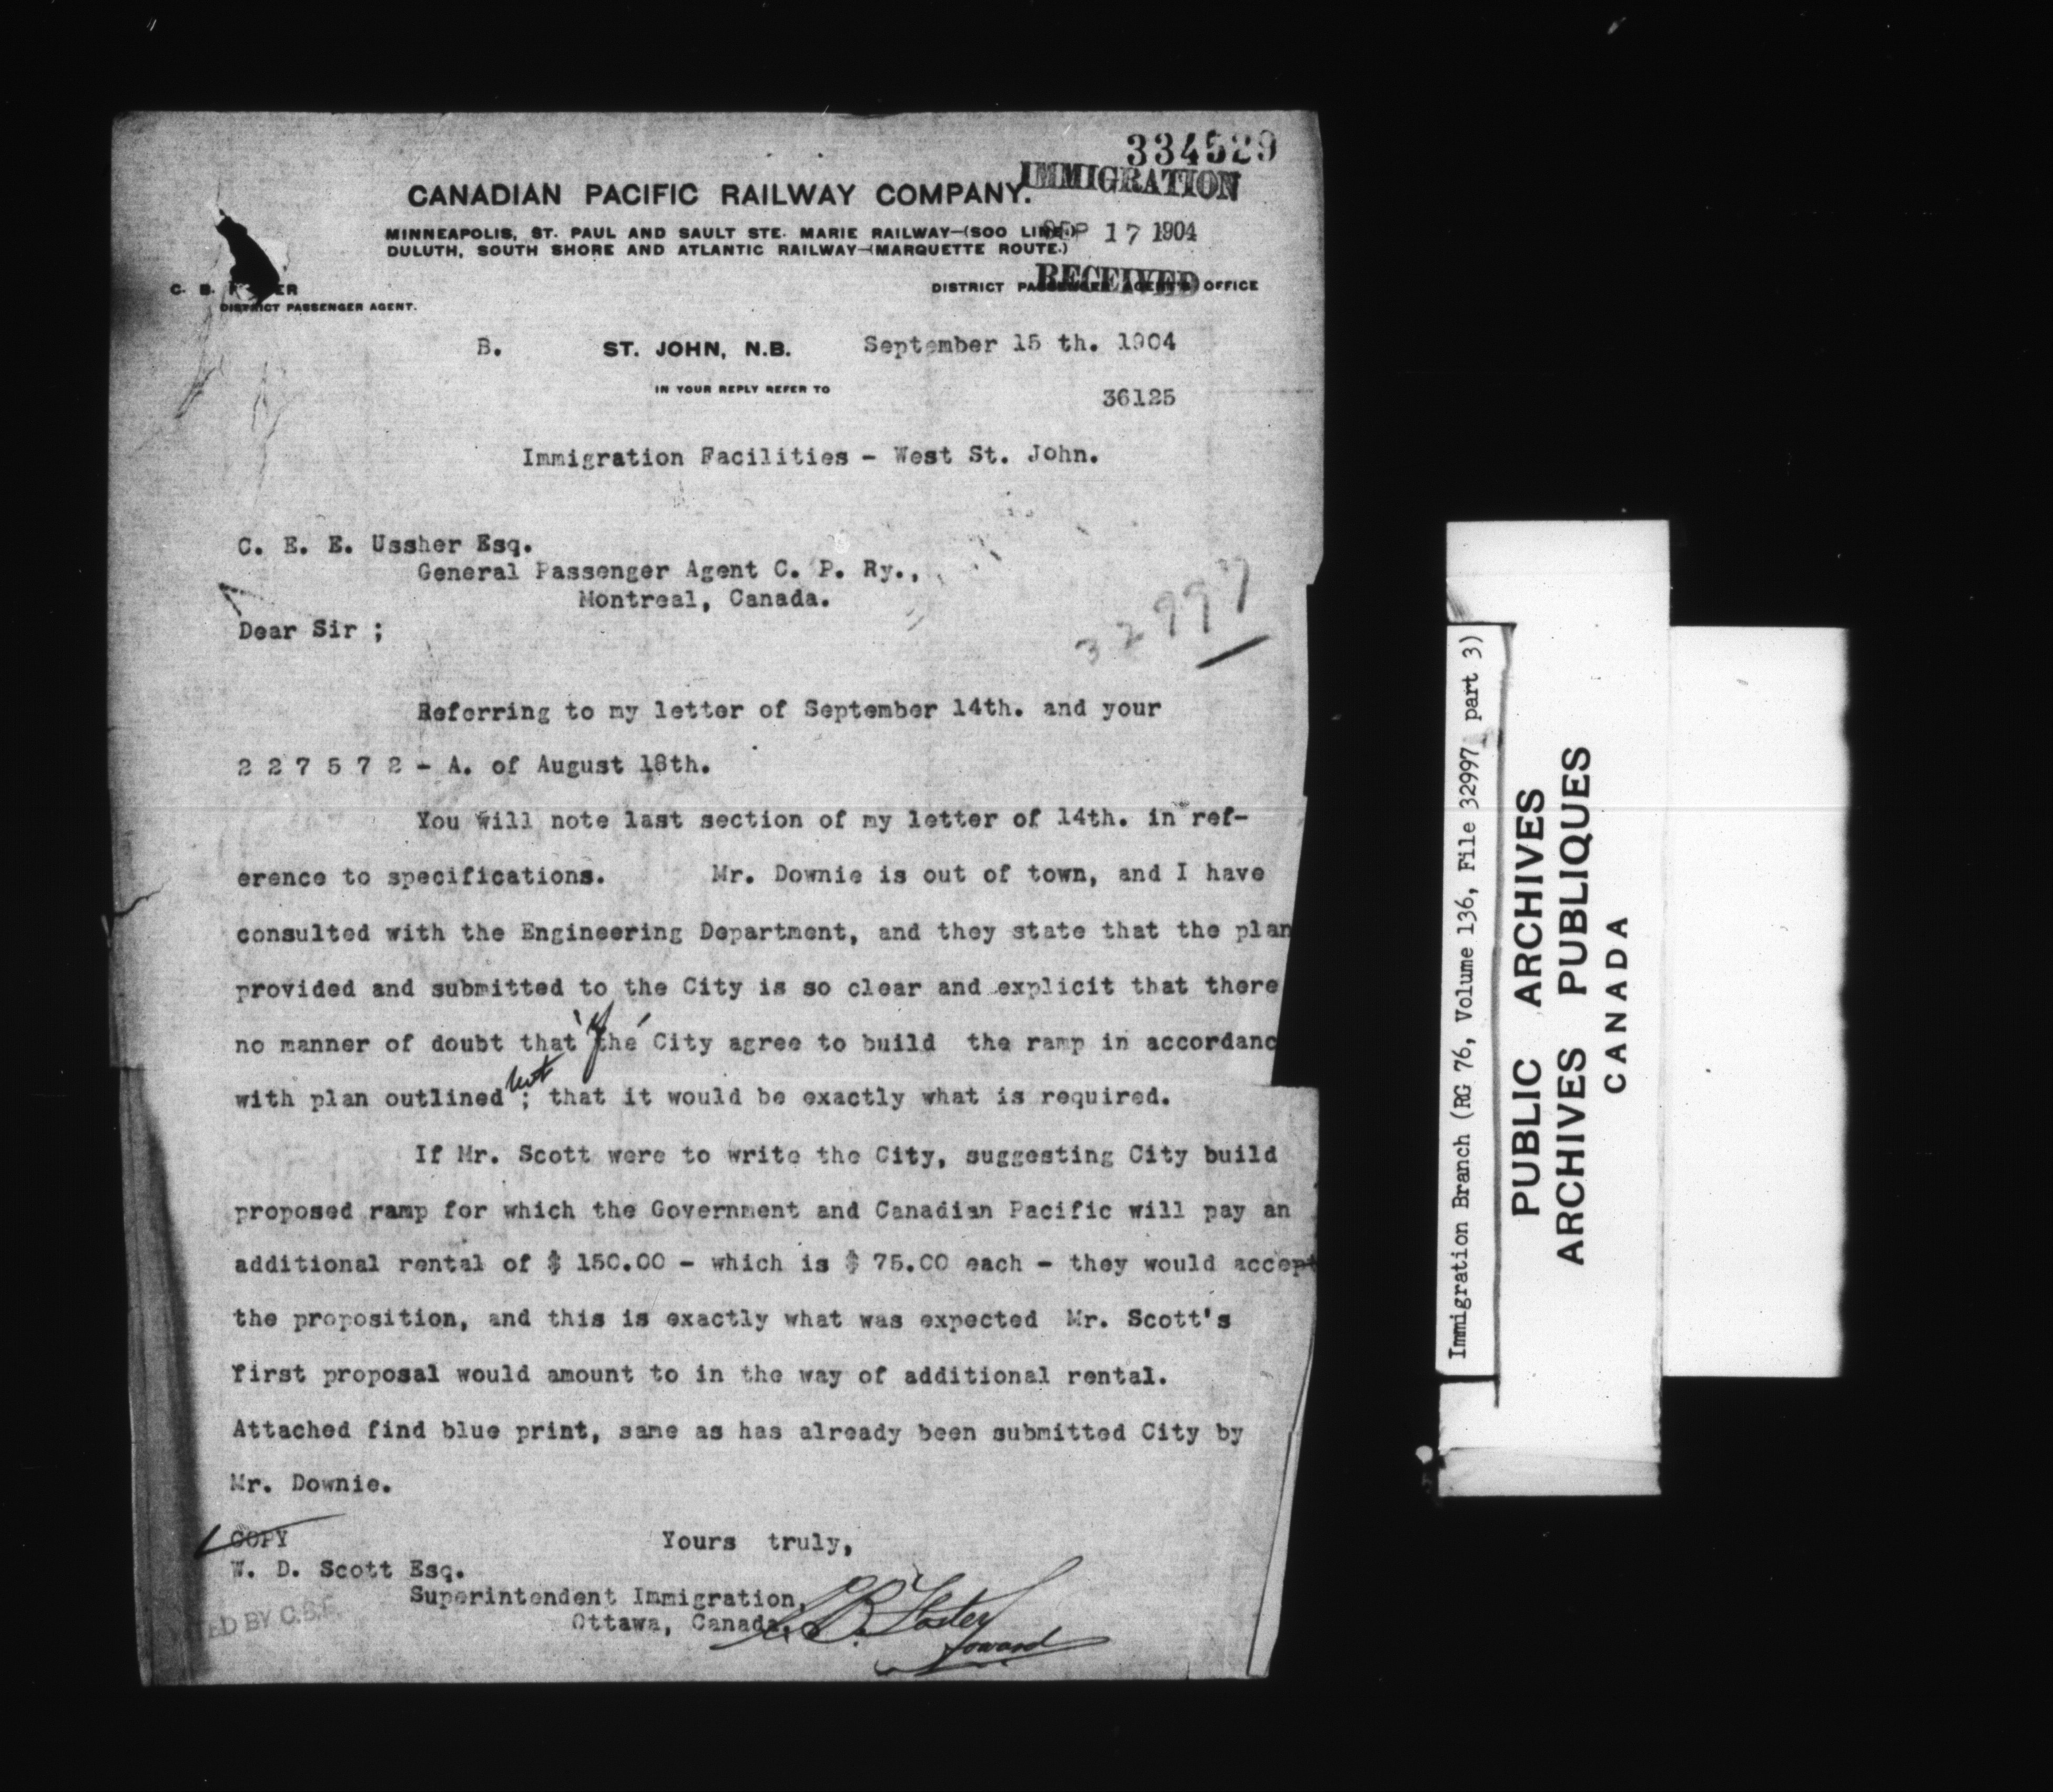 334529
IMMIGRATION
CANADIAN PACIFIC RAILWAY COMPANY.
MINNEAPOLIS, ST. PAUL AND SAULT STE. MARIE RAILWAY—(SOO LINE)
SEP 17 1904
DULUTH, SOUTH SHORE AND ATLANTIC RAILWAY—(MARQUETTE ROUTE.)
RECEIVED
C. B.
DISTRICT PASSENGER AGENT.
DISTRICT PASSENGER AGENT'S OFFICE
B. ST. JOHN, N.B. September 15 th. 1904
IN YOUR REPLY REFER TO
36125
Immigration Facilities - West St. John.
C. E. E. Ussher Esq.
General Passenger Agent C. P. Ry.,
Montreal, Canada.
32997
Dear Sir ;
Referring to my letter of September 14th. and your
2 2 7 5 7 2 - A. of August 18th.
You will note last section of my letter of 14th. in ref-
erence to specifications. Mr. Downie is out of town, and I have
consulted with the Engineering Department, and they state that the plan
provided and submitted to the City is so clear and explicit that there
no manner of doubt that if the City agree to build the ramp in accordanc
with plan outlined but ; that it would be exactly what is required.
If Mr. Scott were to write the City, suggesting City build
proposed ramp for which the Government and Canadian Pacific will pay an
additional rental of $ 150.00 - which is $ 75.00 each - they would accept
the proposition, and this is exactly what was expected Mr. Scott's
first proposal would amount to in the way of additional rental.
Attached find blue print, same as has already been submitted City by
Mr. Downie.
COPY
Yours truly,
W. D. Scott Esq.
Superintendent Immigration,
Ottawa, Canada.
C. B. Foster
BY C.B.F.
Immigration Branch (RG 76, Volume 136, File 32997 part 3)
PUBLIC ARCHIVES
ARCHIVES PUBLIQUES
CANADA